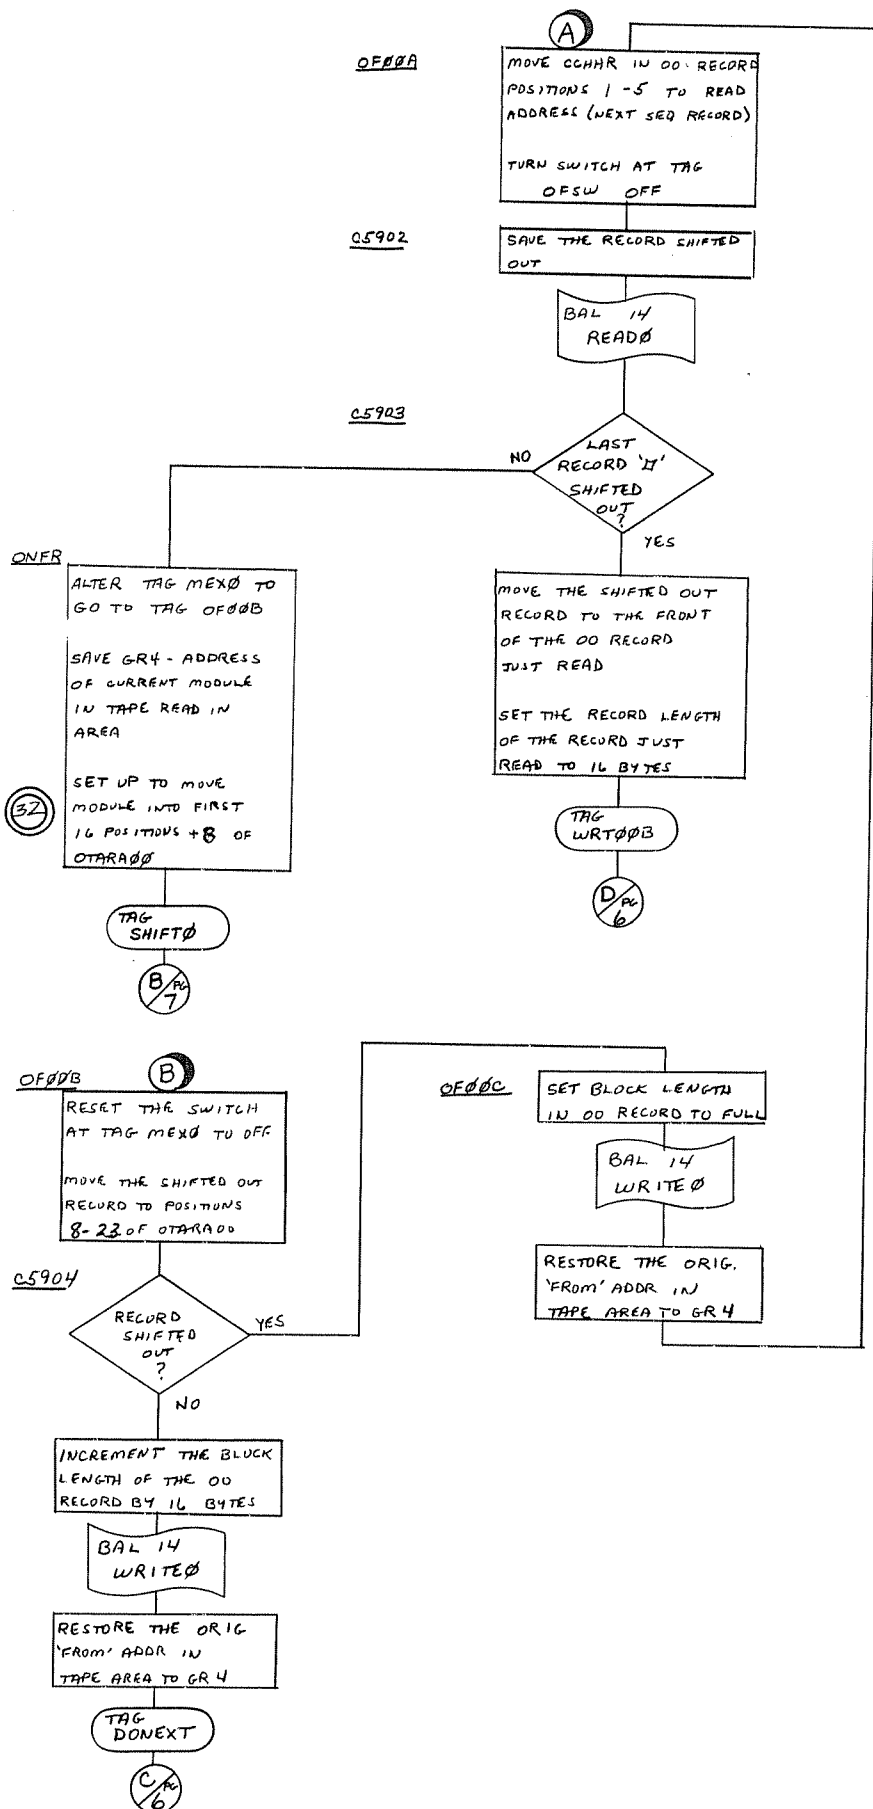 A
OFØØA
MOVE CCHHR IN 00 RECORD
POSITIONS 1-5 TO READ
ADDRESS (NEXT SEQ RECORD)
TURN SWITCH AT TAG
OFSW OFF
C5902
SAVE THE RECORD SHIFTED
OUT
BAL 14
READØ
C5903
LAST
RECORD '⌑'
SHIFTED
OUT
?
NO
YES
ONFR
ALTER TAG MEXØ TO
GO TO TAG OFØØB
SAVE GR4 - ADDRESS
OF CURRENT MODULE
IN TAPE READ IN
AREA
SET UP TO MOVE
MODULE INTO FIRST
16 POSITIONS +8 OF
OTARAØØ
32
TAG
SHIFTØ
B/PG
7
MOVE THE SHIFTED OUT
RECORD TO THE FRONT
OF THE 00 RECORD
JUST READ
SET THE RECORD LENGTH
OF THE RECORD JUST
READ TO 16 BYTES
TAG
WRTØØB
D/PG
6
B
OFØØB
RESET THE SWITCH
AT TAG MEXØ TO OFF
MOVE THE SHIFTED OUT
RECORD TO POSITIONS
8-23 OF OTARA00
C5904
RECORD
SHIFTED
OUT
?
YES
NO
INCREMENT THE BLOCK
LENGTH OF THE 00
RECORD BY 16 BYTES
BAL 14
WRITEØ
RESTORE THE ORIG
'FROM' ADDR IN
TAPE AREA TO GR 4
TAG
DONEXT
C/PG
6
OFØØC
SET BLOCK LENGTH
IN 00 RECORD TO FULL
BAL 14
WRITEØ
RESTORE THE ORIG.
'FROM' ADDR IN
TAPE AREA TO GR 4